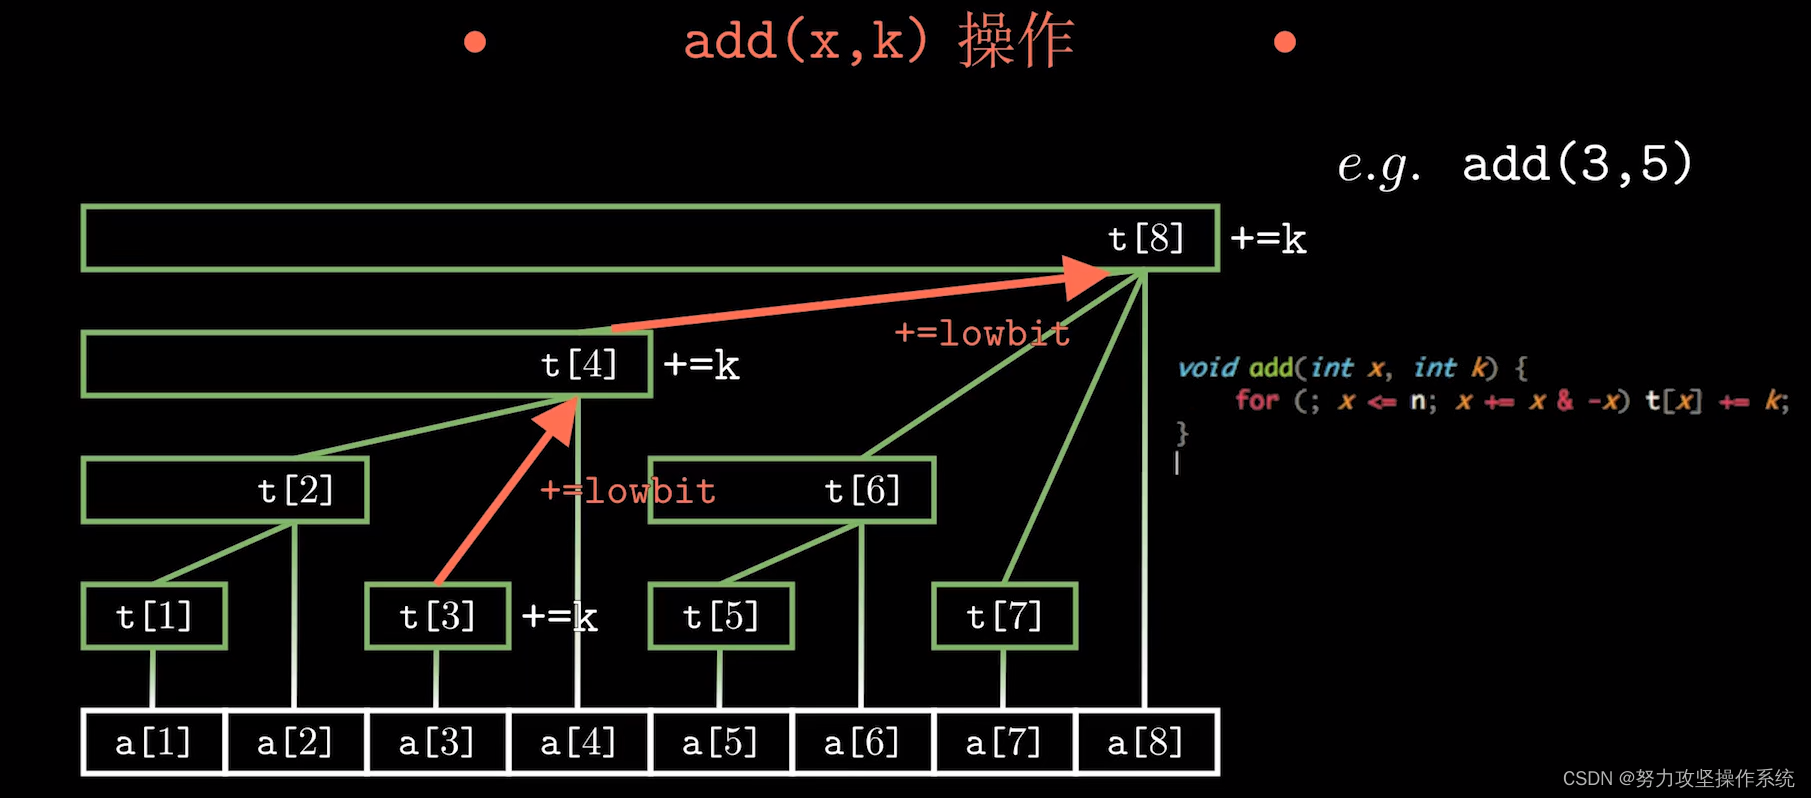 add(x,k) 操作
e.g. add(3,5)
t[8] +=k
+=lowbit
t[4] +=k
void add(int x, int k) {
for (; x <= n; x += x & -x) t[x] += k;
}
t[2]
+=lowbit
t[6]
t[1]
t[3] +=k
t[5]
t[7]
a[1] a[2] a[3] a[4] a[5] a[6] a[7] a[8]
CSDN @努力攻坚操作系统